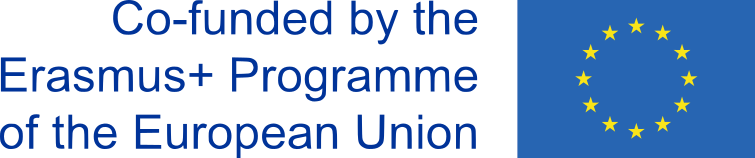 Co-funded by the
Erasmus+ Programme
of the European Union